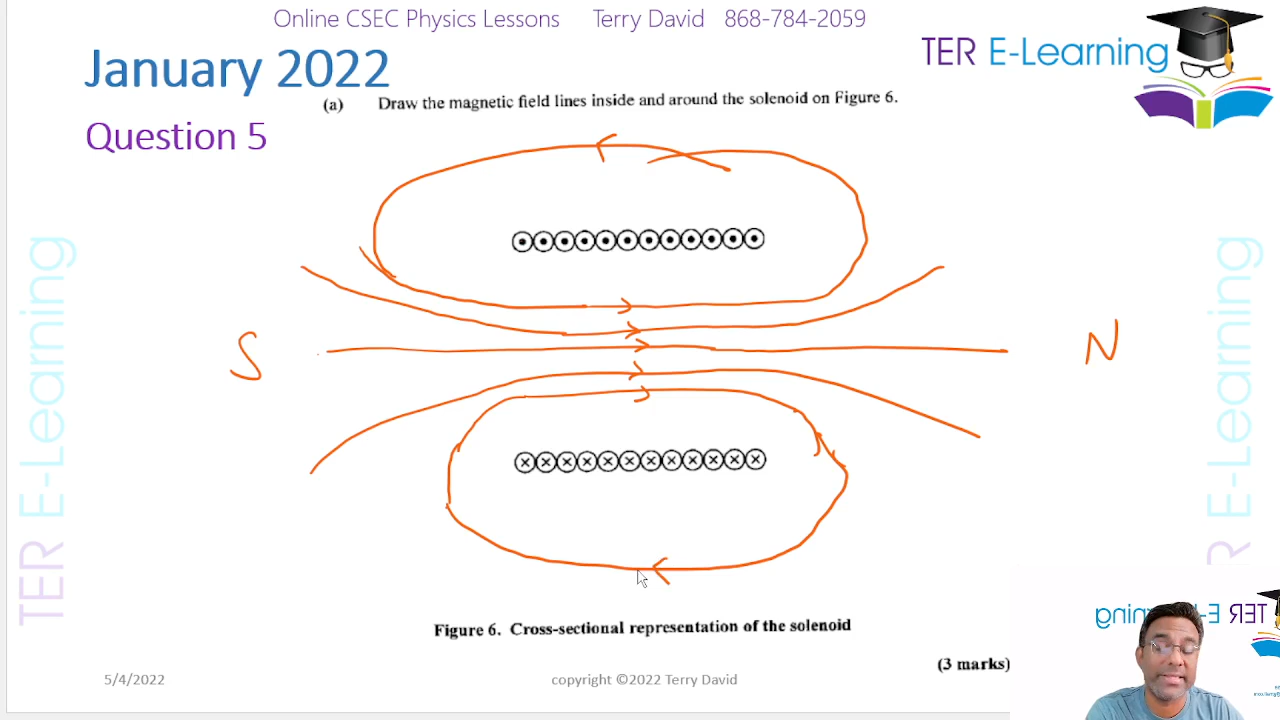 Online CSEC Physics Lessons Terry David 868-784-2059
TER E-Learning
January 2022
Question 5
(a) Draw the magnetic field lines inside and around the solenoid on Figure 6.
S
N
TER E-Learning
TER E-Learning
Figure 6. Cross-sectional representation of the solenoid
(3 marks)
5/4/2022
copyright ©2022 Terry David